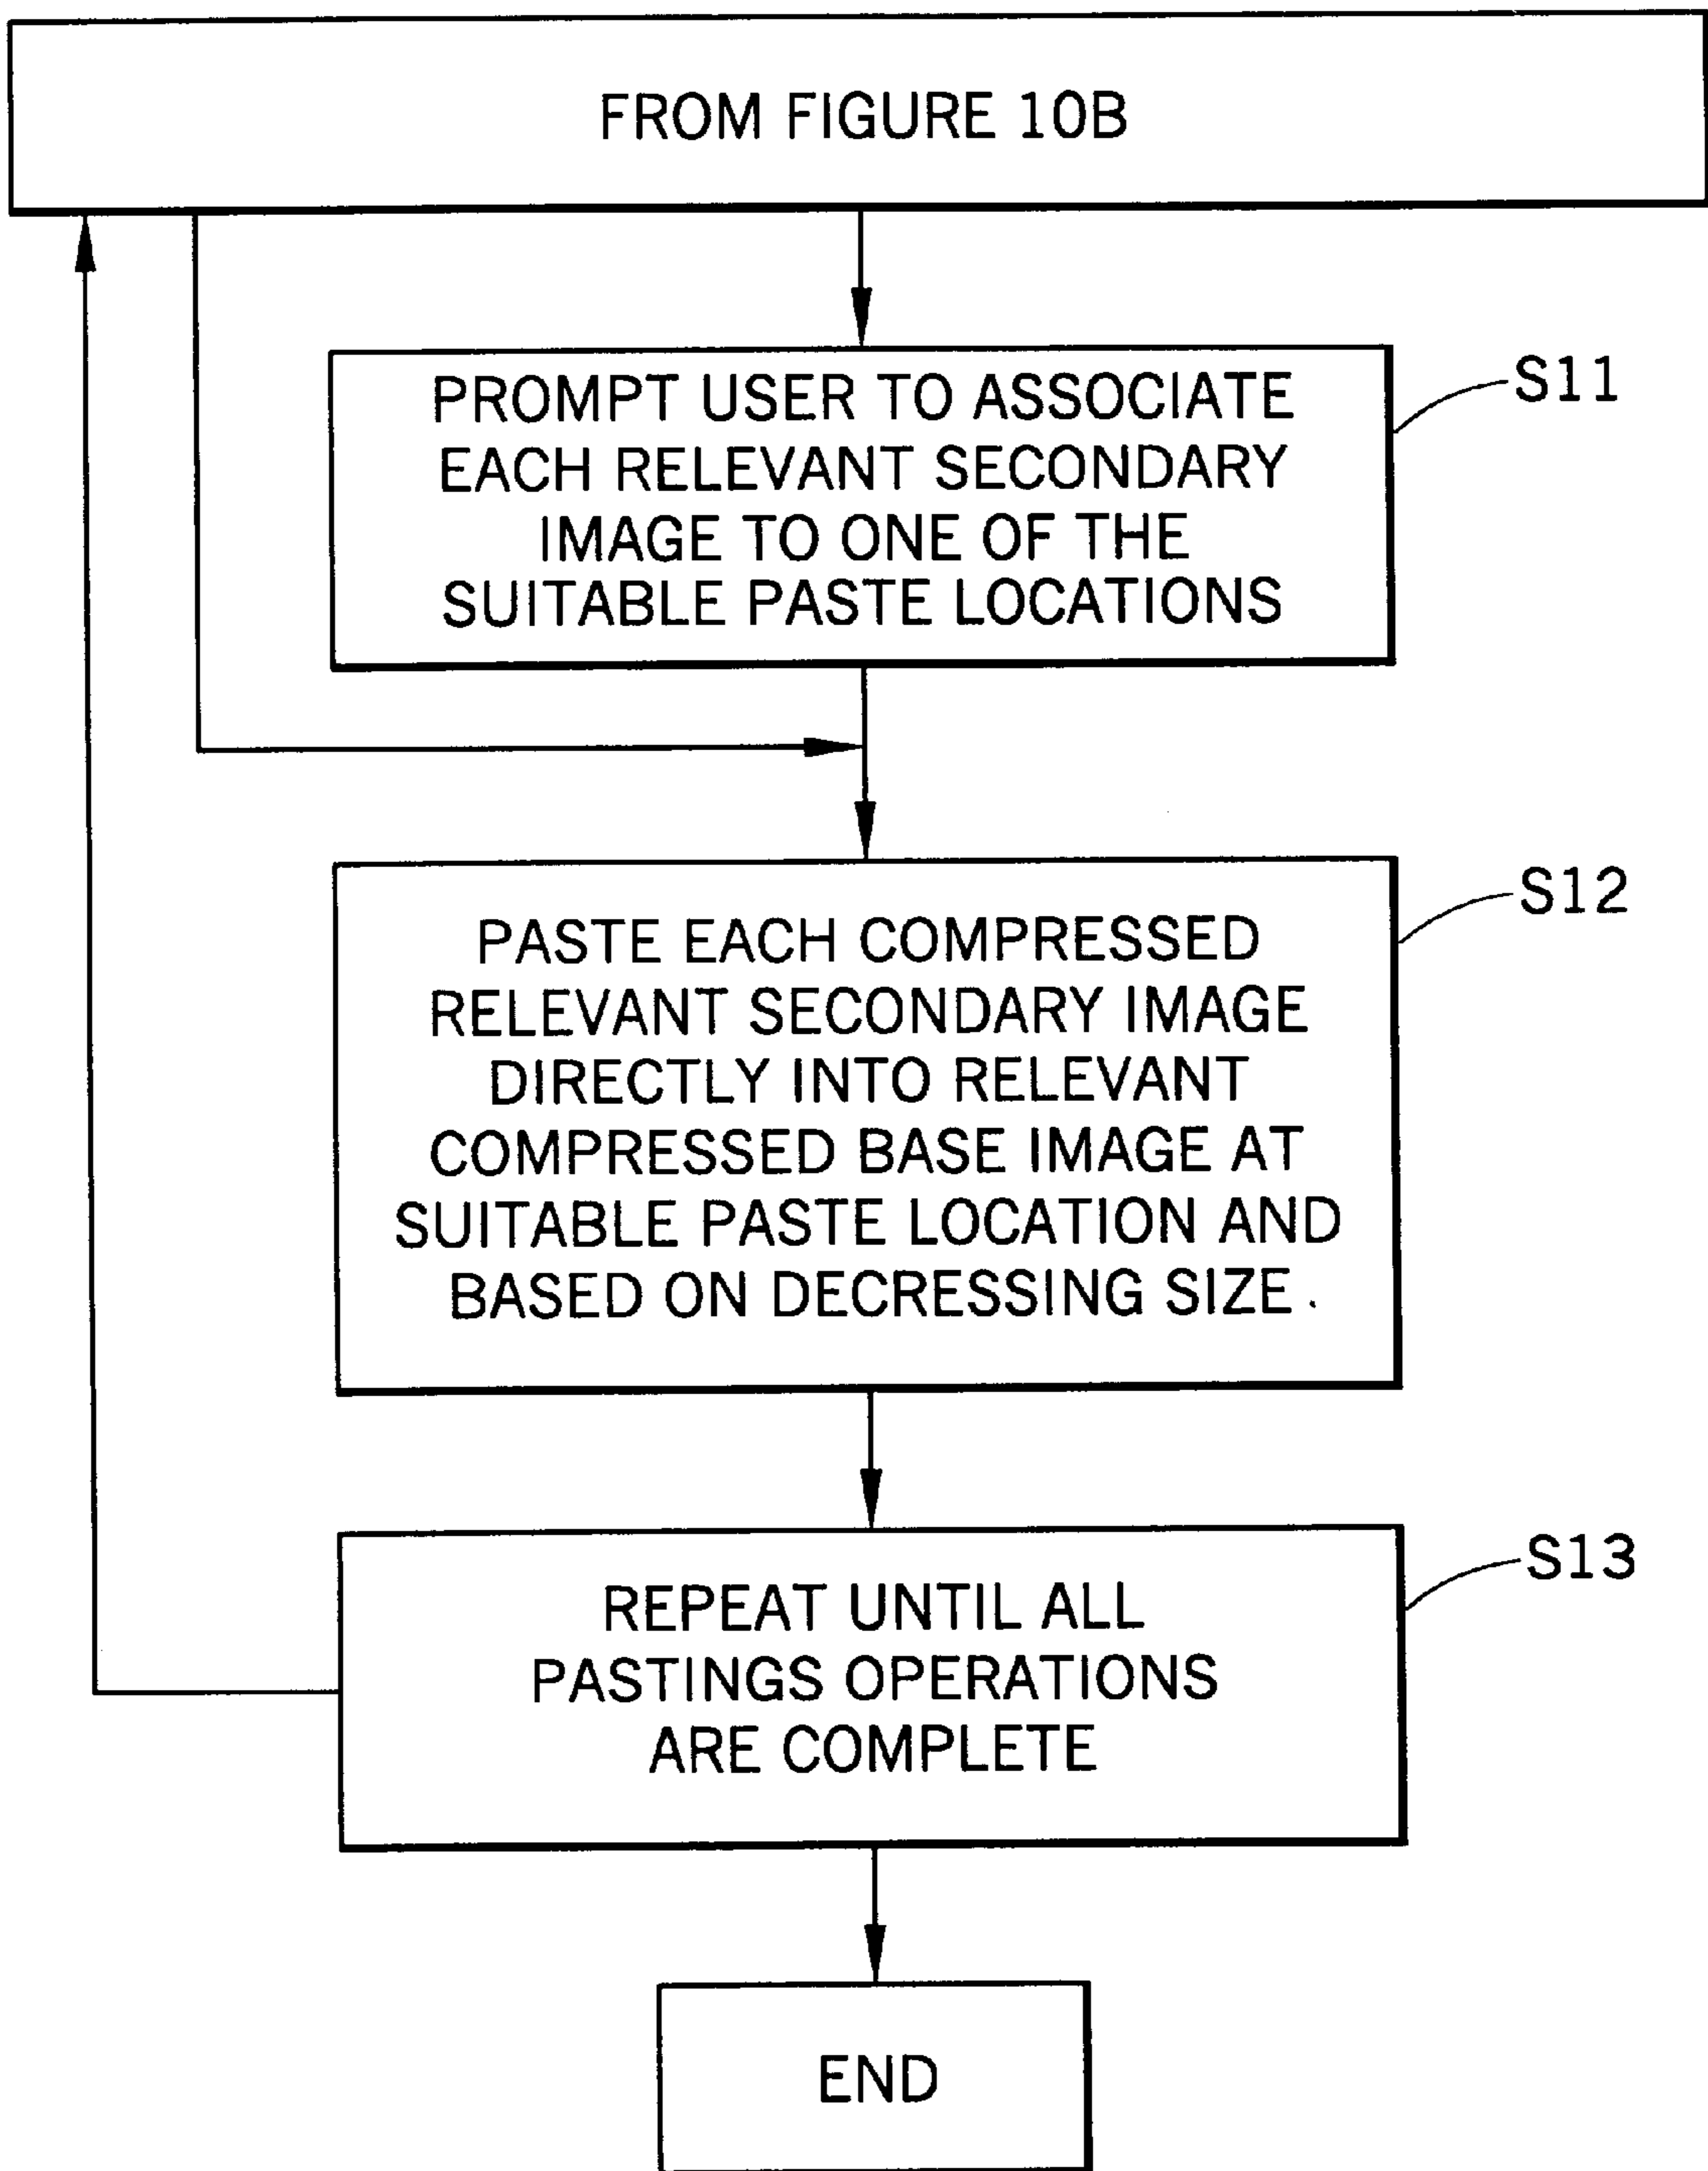 FROM FIGURE 10B
PROMPT USER TO ASSOCIATE
EACH RELEVANT SECONDARY
IMAGE TO ONE OF THE
SUITABLE PASTE LOCATIONS
S11
PASTE EACH COMPRESSED
RELEVANT SECONDARY IMAGE
DIRECTLY INTO RELEVANT
COMPRESSED BASE IMAGE AT
SUITABLE PASTE LOCATION AND
BASED ON DECRESSING SIZE.
S12
REPEAT UNTIL ALL
PASTINGS OPERATIONS
ARE COMPLETE
S13
END